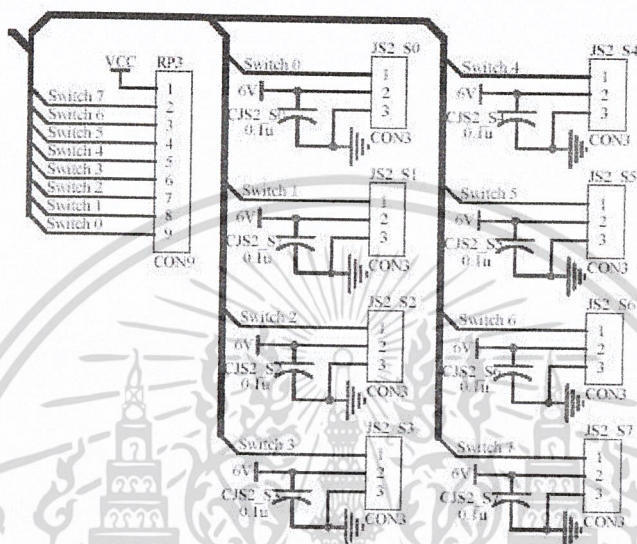 VCC
RP3
Switch 7
Switch 6
Switch 5
Switch 4
Switch 3
Switch 2
Switch 1
Switch 0
1
2
3
4
5
6
7
8
9
CON9
JS2_S0
Switch 0
6V
1
2
3
0.1u
CON3
JS2_S1
Switch 1
6V
1
2
3
0.1u
CON3
JS2_S2
Switch 2
6V
1
2
3
0.1u
CON3
JS2_S3
Switch 3
6V
1
2
3
0.1u
CON3
JS2_S4
Switch 4
6V
1
2
3
0.1u
CON3
JS2_S5
Switch 5
6V
1
2
3
0.1u
CON3
JS2_S6
Switch 6
6V
1
2
3
0.1u
CON3
JS2_S7
Switch 7
6V
1
2
3
0.1u
CON3